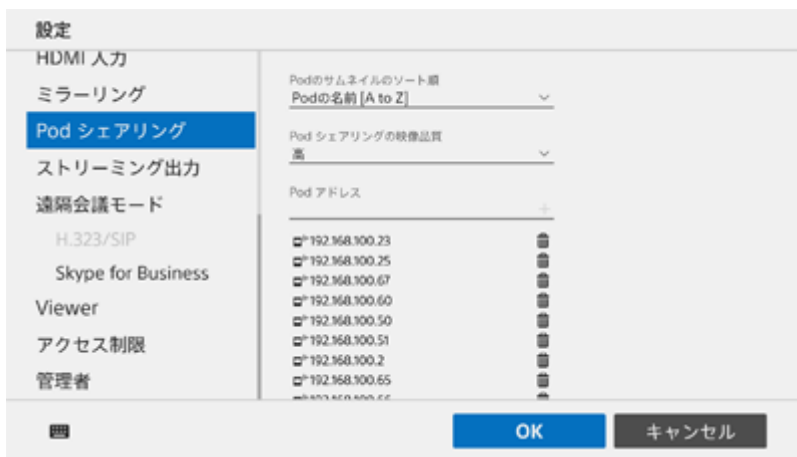 設定
HDMI 入力
ミラーリング
Pod シェアリング
ストリーミング出力
遠隔会議モード
H.323/SIP
Skype for Business
Viewer
アクセス制限
管理者
Podのサムネイルのソート順
Podの名前 [A to Z]
Pod シェアリングの映像品質
高
Pod アドレス
192.168.100.23
192.168.100.25
192.168.100.67
192.168.100.60
192.168.100.50
192.168.100.51
192.168.100.2
192.168.100.65
OK
キャンセル